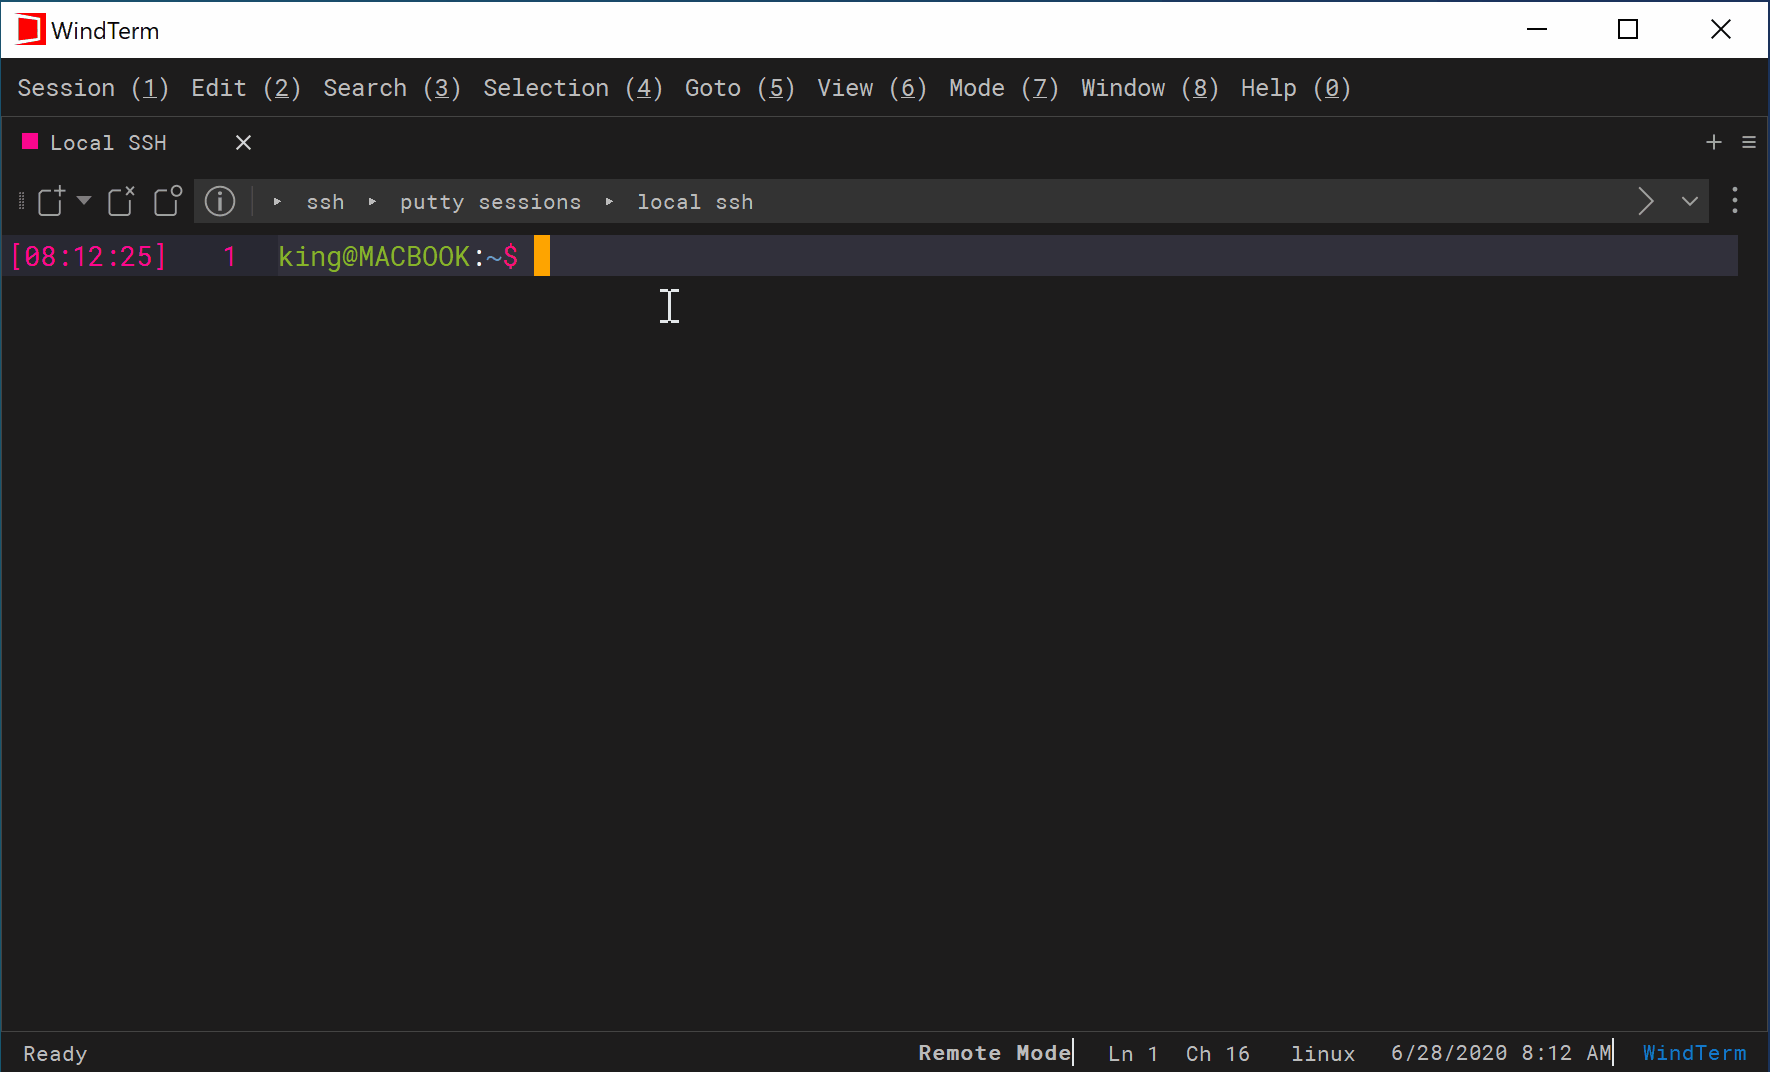 WindTerm
Session (1) Edit (2) Search (3) Selection (4) Goto (5) View (6) Mode (7) Window (8) Help (0)
Local SSH
ssh putty sessions local ssh
[08:12:25] 1 king@MACBOOK:~$
Ready Remote Mode Ln 1 Ch 16 linux 6/28/2020 8:12 AM WindTerm